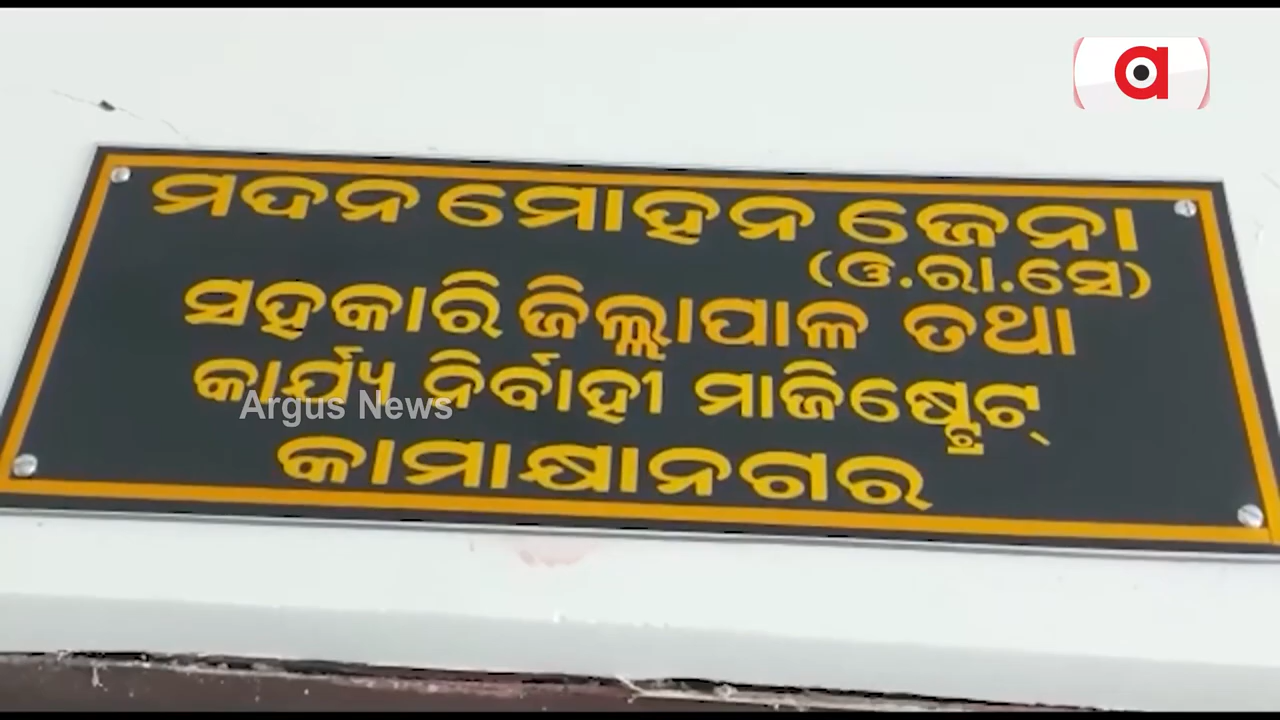 ମଦନ ମୋହନ ଜେନା
(ଓ.ରା.ସେ)
ସହକାରି ଜିଲ୍ଲାପାଳ ତଥା
କାର୍ଯ୍ୟ ନିର୍ବାହୀ ମାଜିଷ୍ଟ୍ରେଟ୍
Argus News
କାମାକ୍ଷାନଗର